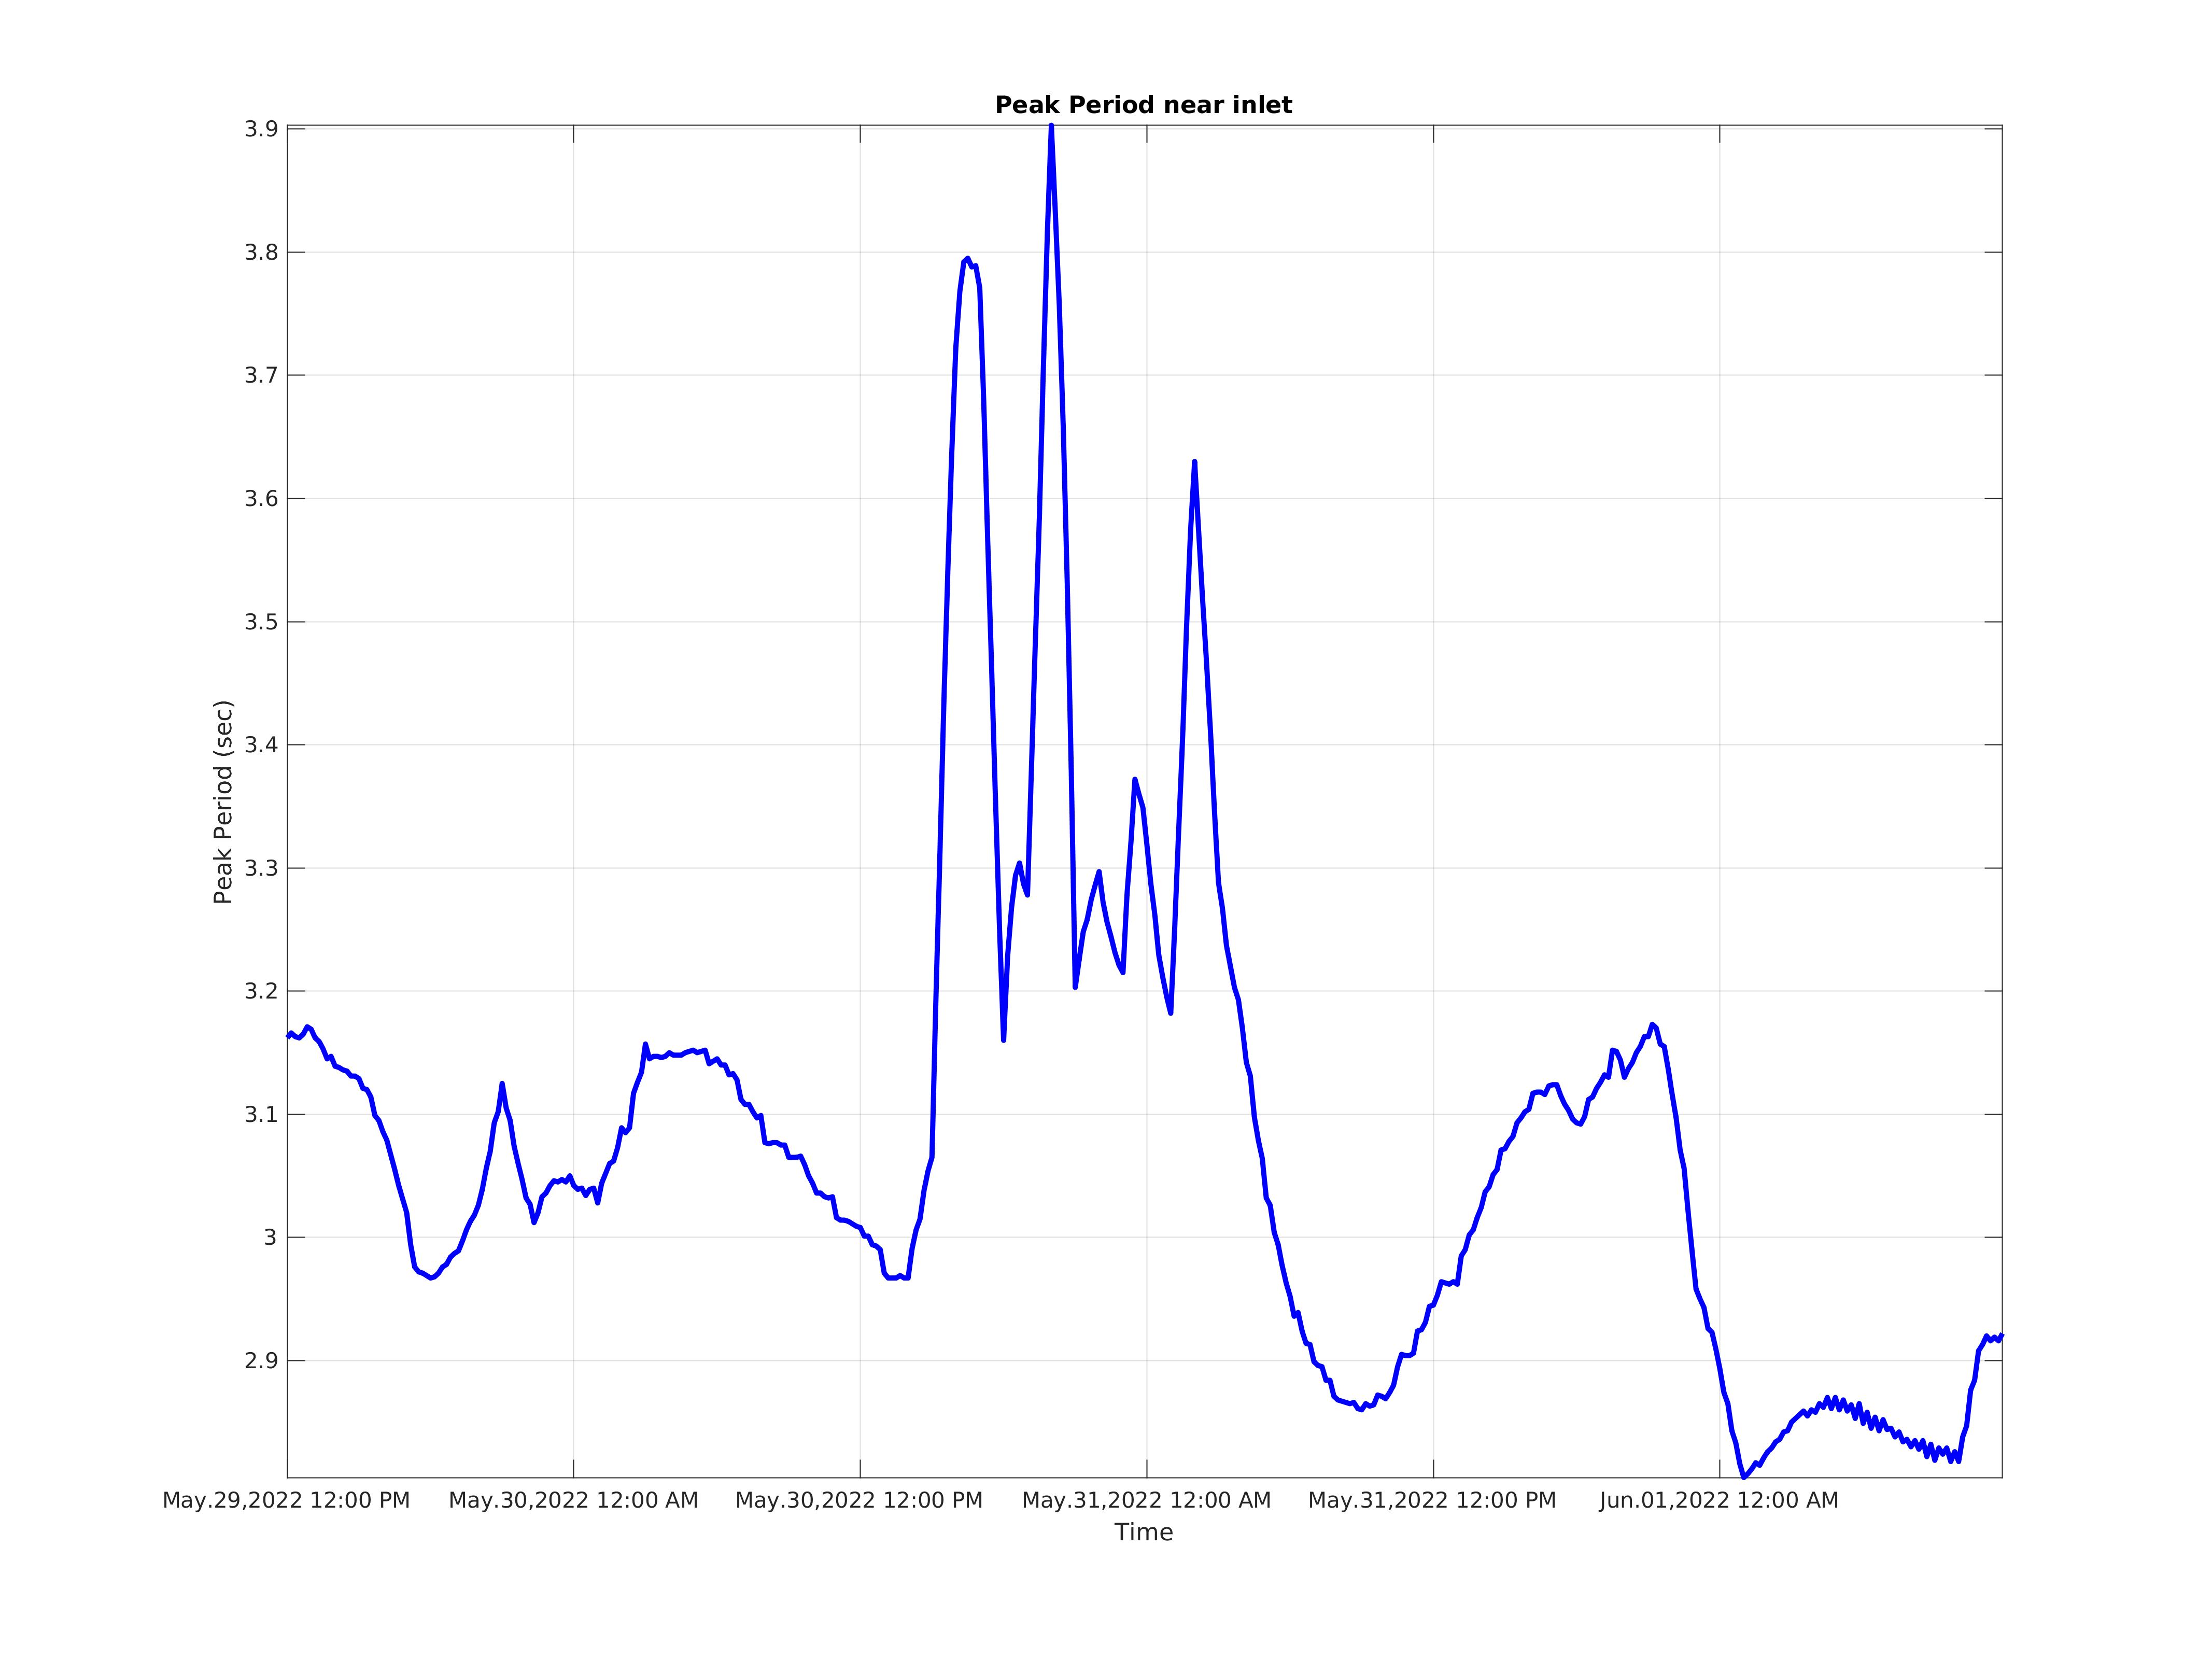 Peak Period near inlet
3.9
3.8
3.7
3.6
3.5
3.4
3.3
3.2
3.1
3
2.9
Peak Period (sec)
May.29,2022 12:00 PM May.30,2022 12:00 AM May.30,2022 12:00 PM May.31,2022 12:00 AM May.31,2022 12:00 PM Jun.01,2022 12:00 AM
Time